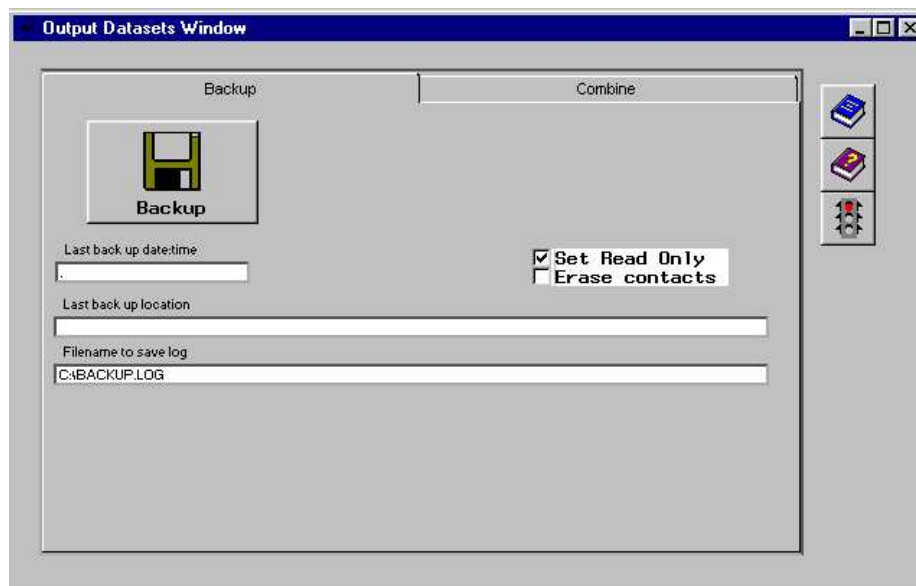 Output Datasets Window
Backup Combine
Backup
Last back up date:time
.
Set Read Only
Erase contacts
Last back up location
Filename to save log
C:\BACKUP.LOG